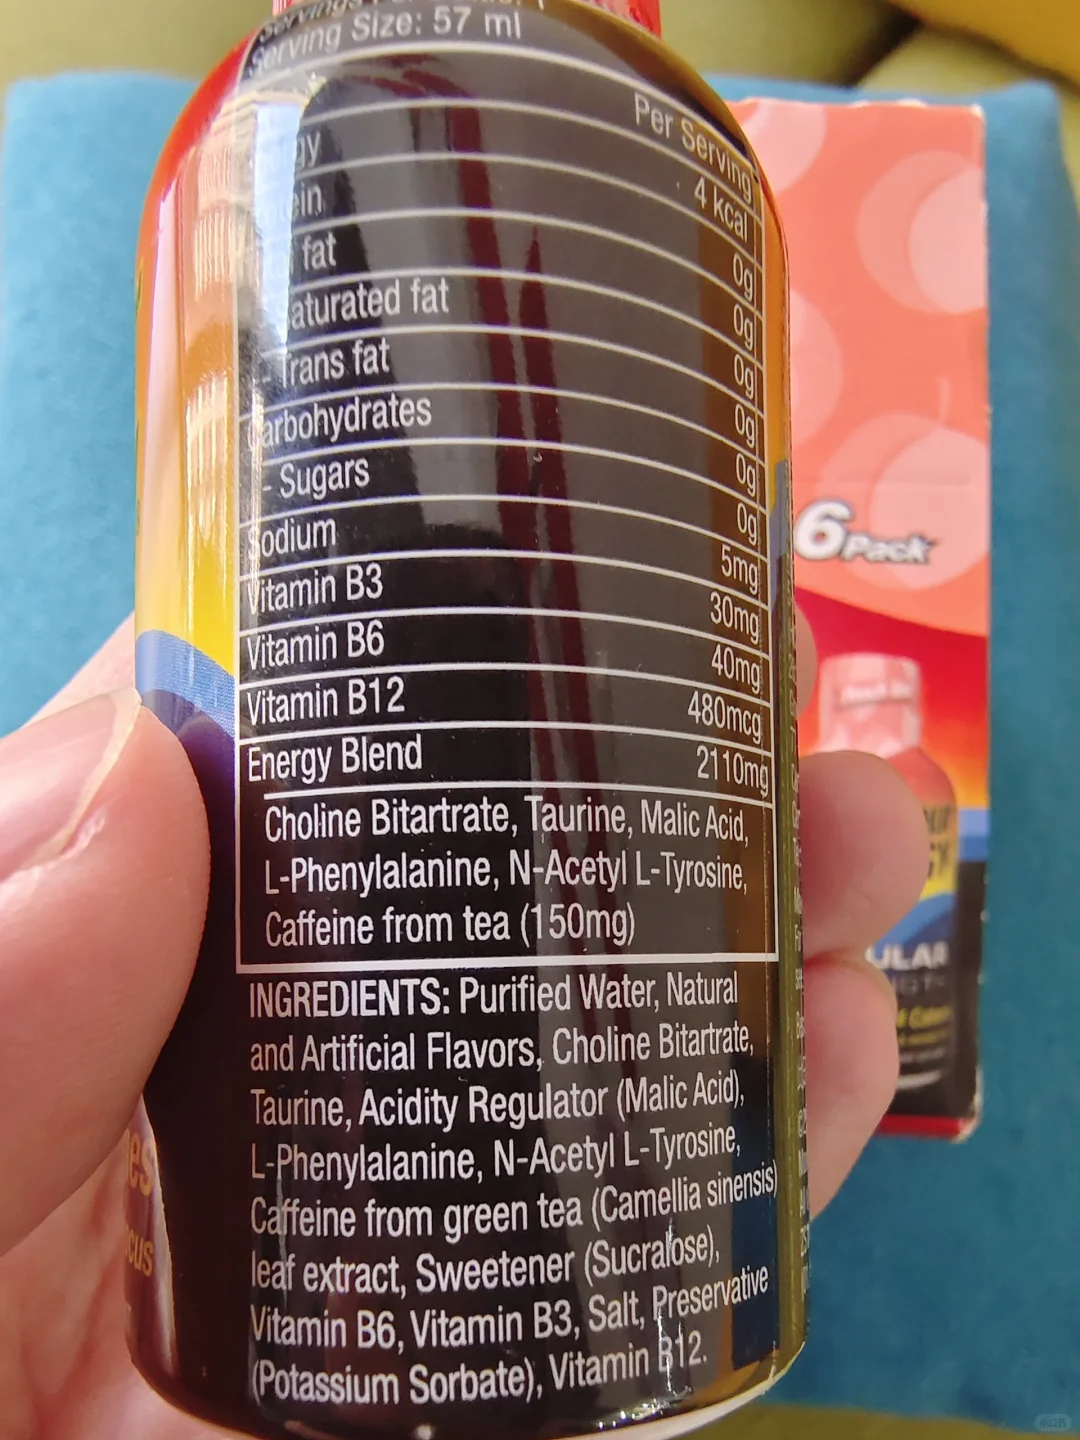 Serving Size: 57 ml
Per Serving
4 kcal
0g
fat 0g
aturated fat 0g
Trans fat 0g
arbohydrates 0g
- Sugars 0g
Sodium 5mg
Vitamin B3 30mg
Vitamin B6 40mg
Vitamin B12 480mcg
Energy Blend 2110mg
Choline Bitartrate, Taurine, Malic Acid,
L-Phenylalanine, N-Acetyl L-Tyrosine,
Caffeine from tea (150mg)
INGREDIENTS: Purified Water, Natural
and Artificial Flavors, Choline Bitartrate,
Taurine, Acidity Regulator (Malic Acid),
L-Phenylalanine, N-Acetyl L-Tyrosine,
Caffeine from green tea (Camellia sinensis)
leaf extract, Sweetener (Sucralose),
Vitamin B6, Vitamin B3, Salt, Preservative
(Potassium Sorbate), Vitamin B12.
6 Pack
ULAR